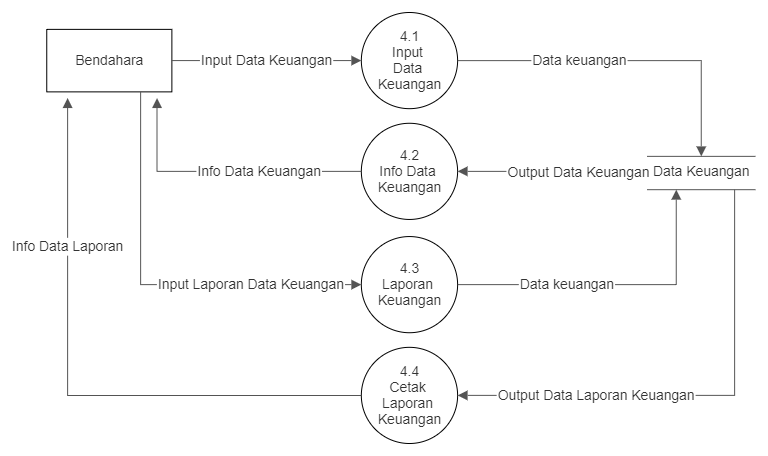 Bendahara
Input Data Keuangan
4.1
Input
Data
Keuangan
Data keuangan
Info Data Keuangan
4.2
Info Data
Keuangan
Output Data Keuangan
Data Keuangan
Info Data Laporan
Input Laporan Data Keuangan
4.3
Laporan
Keuangan
Data keuangan
4.4
Cetak
Laporan
Keuangan
Output Data Laporan Keuangan